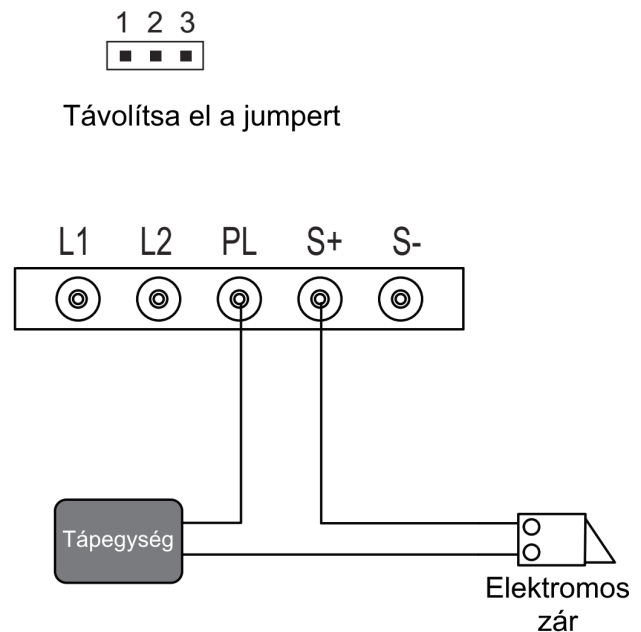 1 2 3
Távolítsa el a jumpert
L1 L2 PL S+ S-
Tápegység
Elektromos
zár